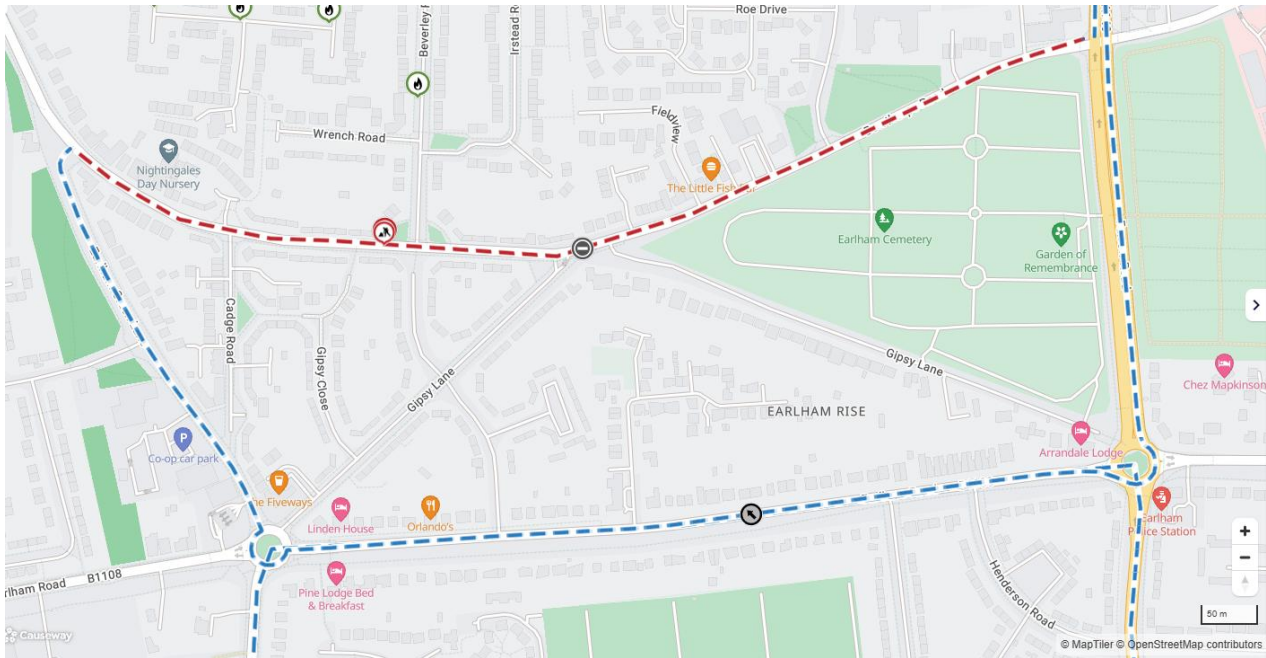 Roe Drive
Beverley R
Irstead Ro
Wrench Road
Fieldview
Nightingales
Day Nursery
The Little Fish
Earlham Cemetery
Garden of
Remembrance
Cadge Road
Gipsy Close
Gipsy Lane
Gipsy Lane
Chez Mapkinson
EARLHAM RISE
P
Co-op car park
Arrandale Lodge
he Fiveways
Linden House
Orlando's
Earlham
Police Station
rlham Road
B1108
Pine Lodge Bed
& Breakfast
Henderson Road
+
−
50 m
Causeway
© MapTiler © OpenStreetMap contributors